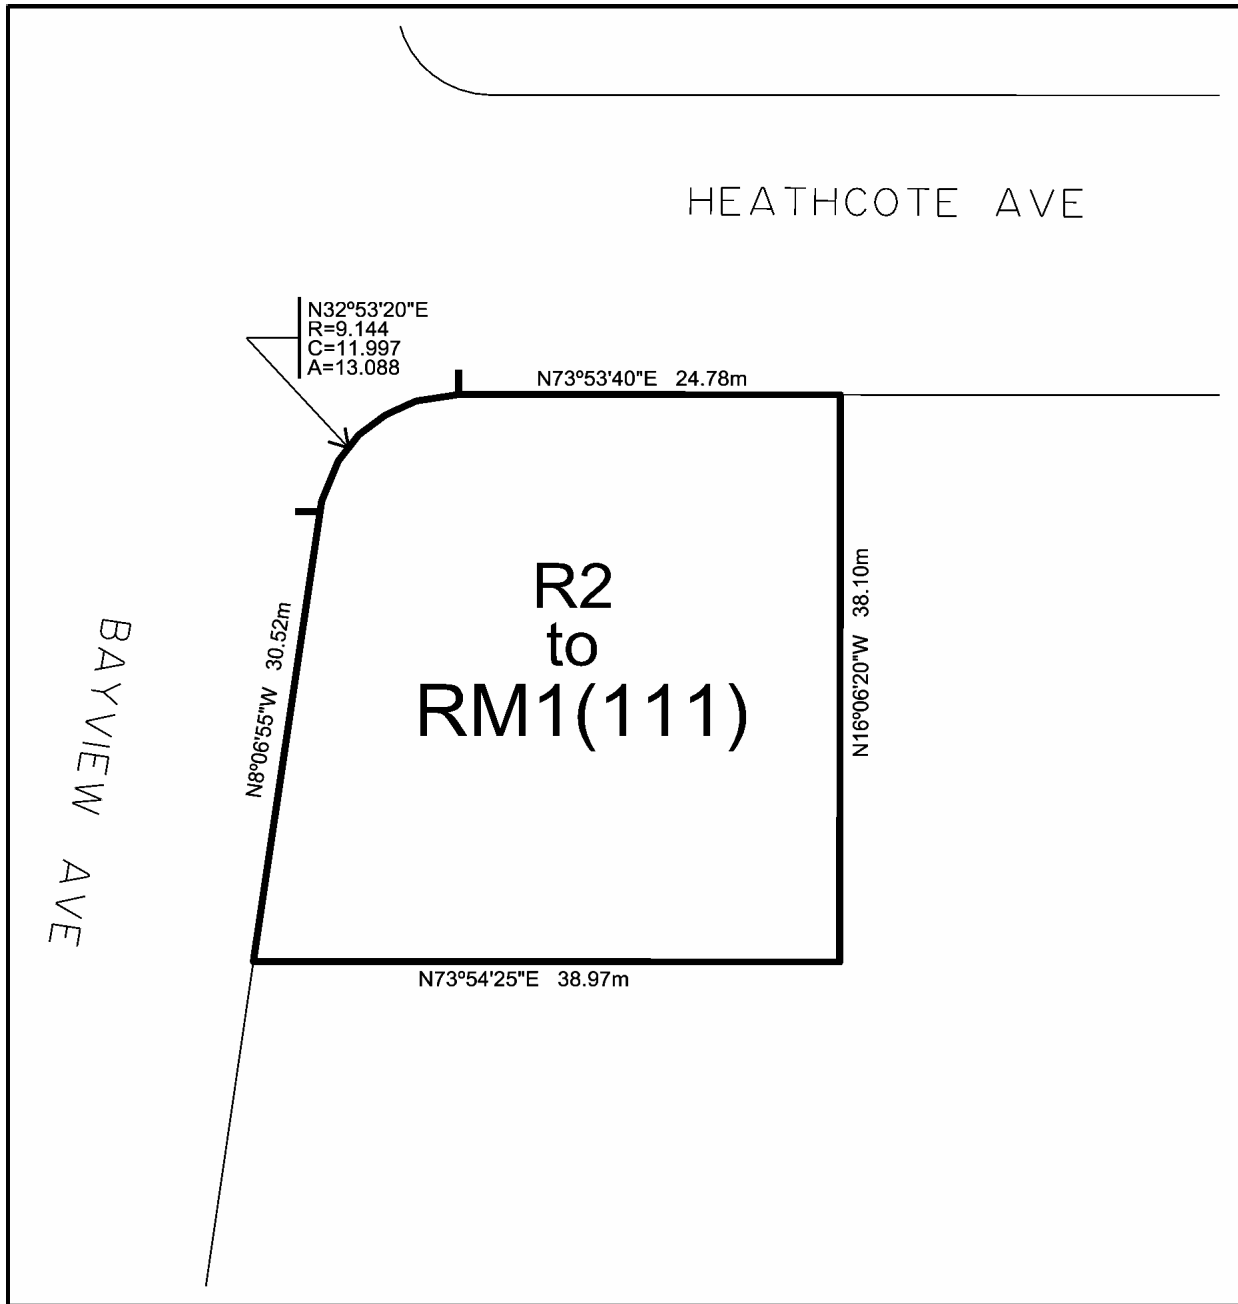 HEATHCOTE AVE
N32º53'20"E
R=9.144
C=11.997
A=13.088
N73º53'40"E 24.78m
R2
to
RM1(111)
N16º06'20"W 38.10m
N8º06'55"W 30.52m
BAYVIEW AVE
N73º54'25"E 38.97m